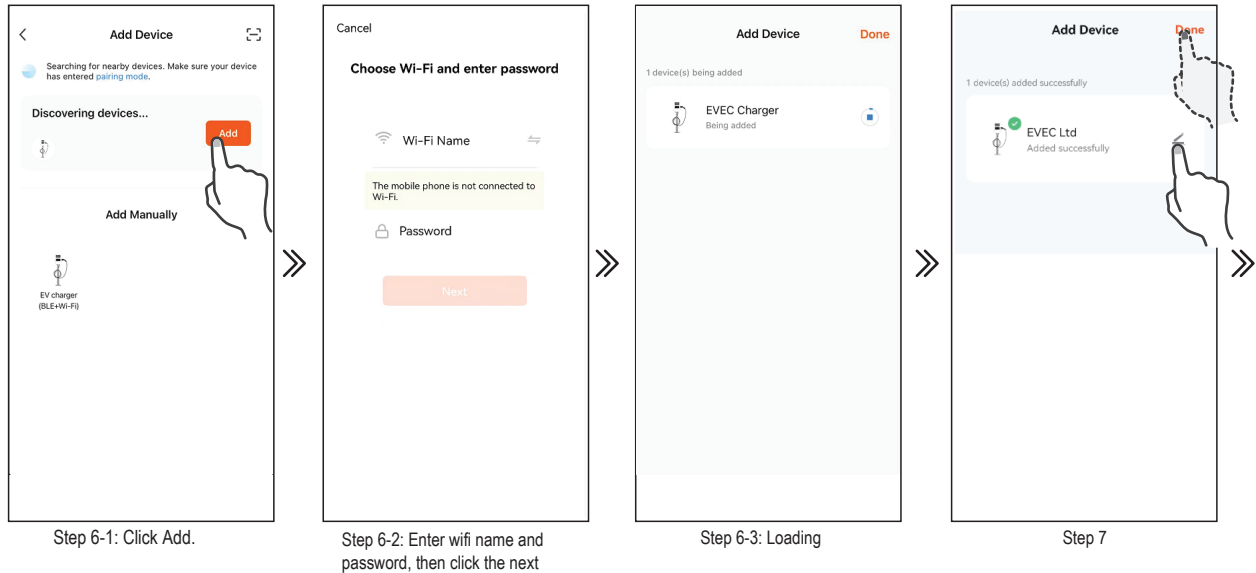 Add Device
Searching for nearby devices. Make sure your device
has entered pairing mode.
Discovering devices...
Add
Add Manually
EV charger
(BLE+Wi-Fi)
Step 6-1: Click Add.
Cancel
Choose Wi-Fi and enter password
Wi-Fi Name
The mobile phone is not connected to
Wi-Fi.
Password
Next
Step 6-2: Enter wifi name and
password, then click the next
Add Device
Done
1 device(s) being added
EVEC Charger
Being added
Step 6-3: Loading
Add Device
Done
1 device(s) added successfully
EVEC Ltd
Added successfully
Step 7